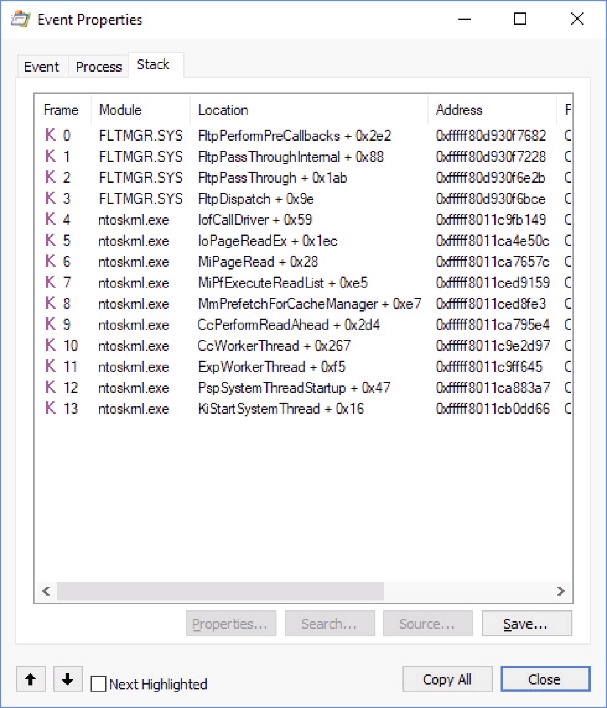 Event Properties
Event Process Stack
Frame Module Location Address F
K 0 FLTMGR.SYS FltpPerformPreCallbacks + 0x2e2 0xfffff80d930f7682 C
K 1 FLTMGR.SYS FltpPassThroughInternal + 0x88 0xfffff80d930f7228 C
K 2 FLTMGR.SYS FltpPassThrough + 0x1ab 0xfffff80d930f6e2b C
K 3 FLTMGR.SYS FltpDispatch + 0x9e 0xfffff80d930f6bce C
K 4 ntoskrnl.exe IofCallDriver + 0x59 0xfffff8011c9fb149 C
K 5 ntoskrnl.exe IoPageReadEx + 0x1ec 0xfffff8011ca4e50c C
K 6 ntoskrnl.exe MiPageRead + 0x28 0xfffff8011ca7657c C
K 7 ntoskrnl.exe MiPfExecuteReadList + 0xe5 0xfffff8011ced9159 C
K 8 ntoskrnl.exe MmPrefetchForCacheManager + 0xe7 0xfffff8011ced8fe3 C
K 9 ntoskrnl.exe CcPerformReadAhead + 0x2d4 0xfffff8011ca795e4 C
K 10 ntoskrnl.exe CcWorkerThread + 0x267 0xfffff8011c9e2d97 C
K 11 ntoskrnl.exe ExpWorkerThread + 0xf5 0xfffff8011c9ff645 C
K 12 ntoskrnl.exe PspSystemThreadStartup + 0x47 0xfffff8011ca883a7 C
K 13 ntoskrnl.exe KiStartSystemThread + 0x16 0xfffff8011cb0dd66 C
Properties... Search... Source... Save...
Next Highlighted Copy All Close